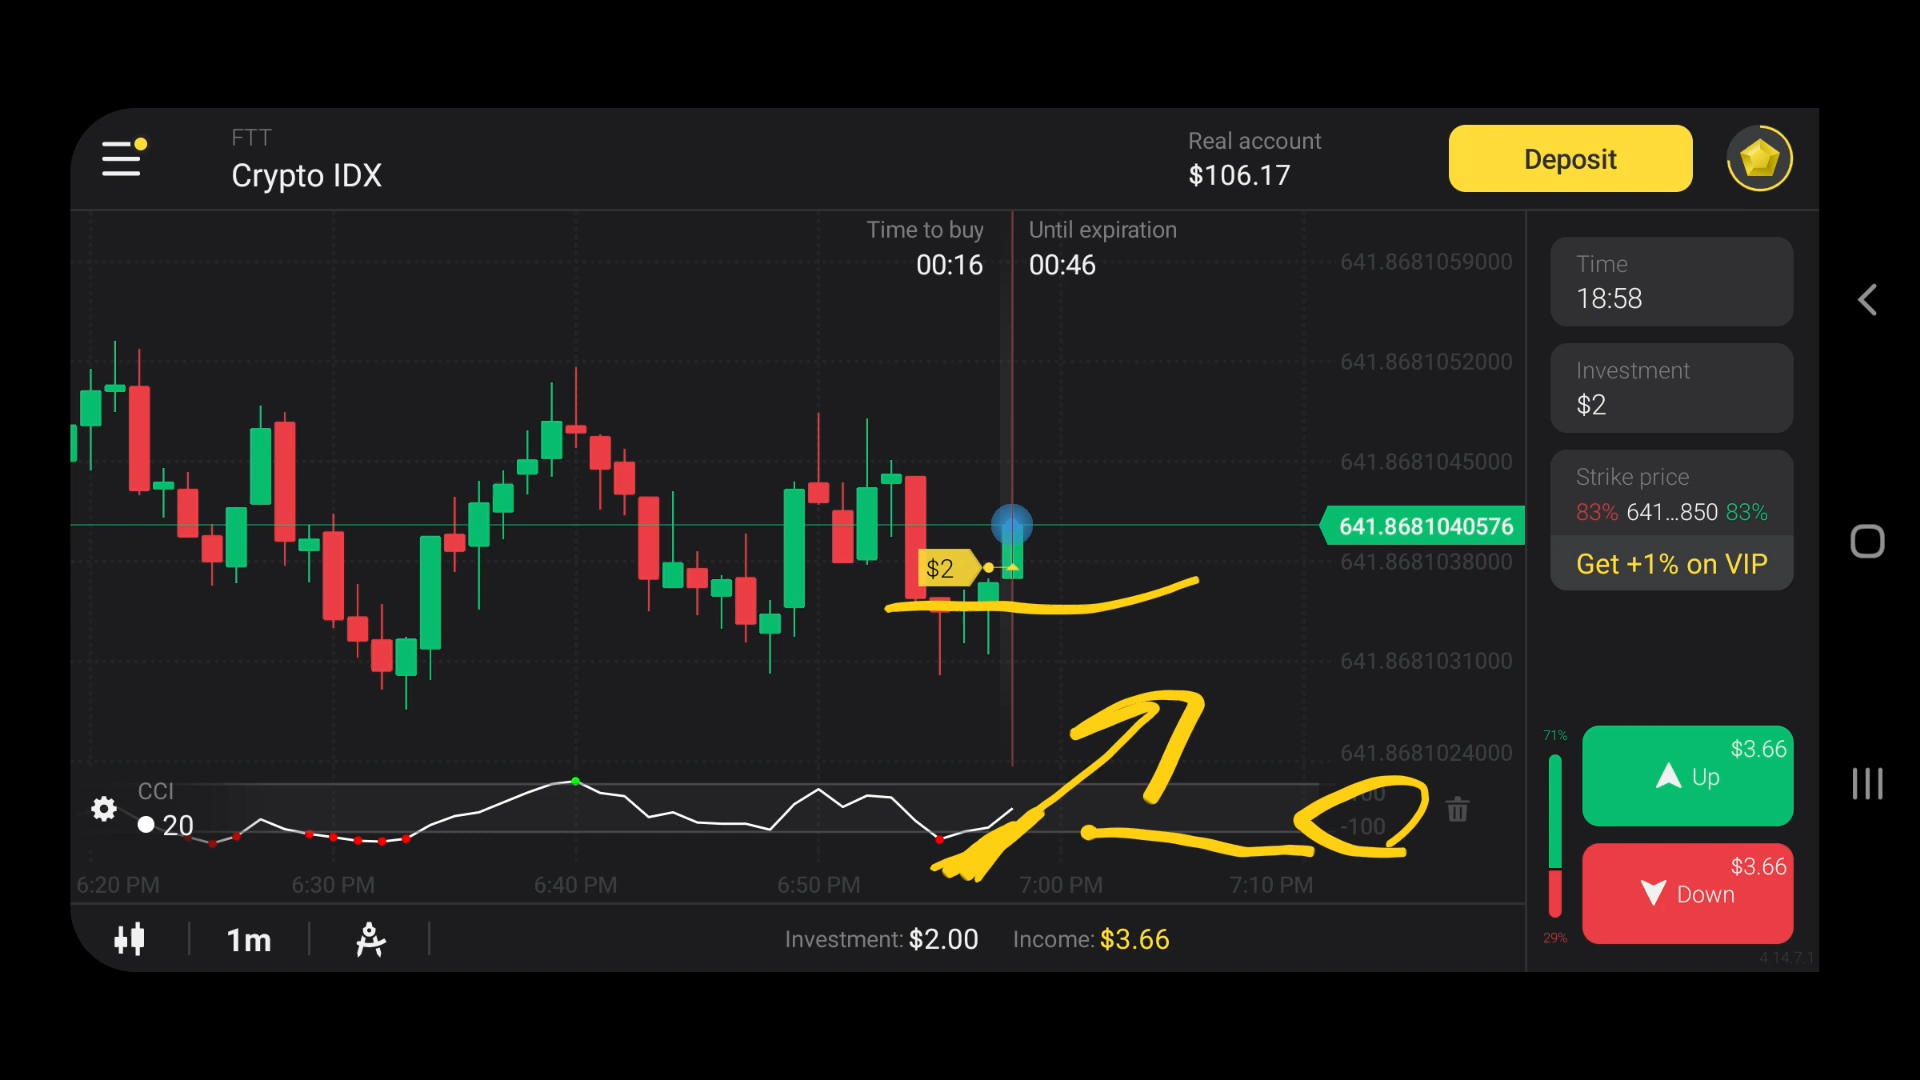 FTT
Crypto IDX
Real account
$106.17
Deposit
Time to buy
00:16
Until expiration
00:46
641.8681059000
641.8681052000
641.8681045000
641.8681040576
641.8681038000
641.8681031000
641.8681024000
Time
18:58
Investment
$2
Strike price
83% 641...850 83%
Get +1% on VIP
$2
71%
$3.66
Up
$3.66
Down
29%
4.14.7.1
CCI
20
-100
6:20 PM
6:30 PM
6:40 PM
6:50 PM
7:00 PM
7:10 PM
1m
Investment: $2.00
Income: $3.66